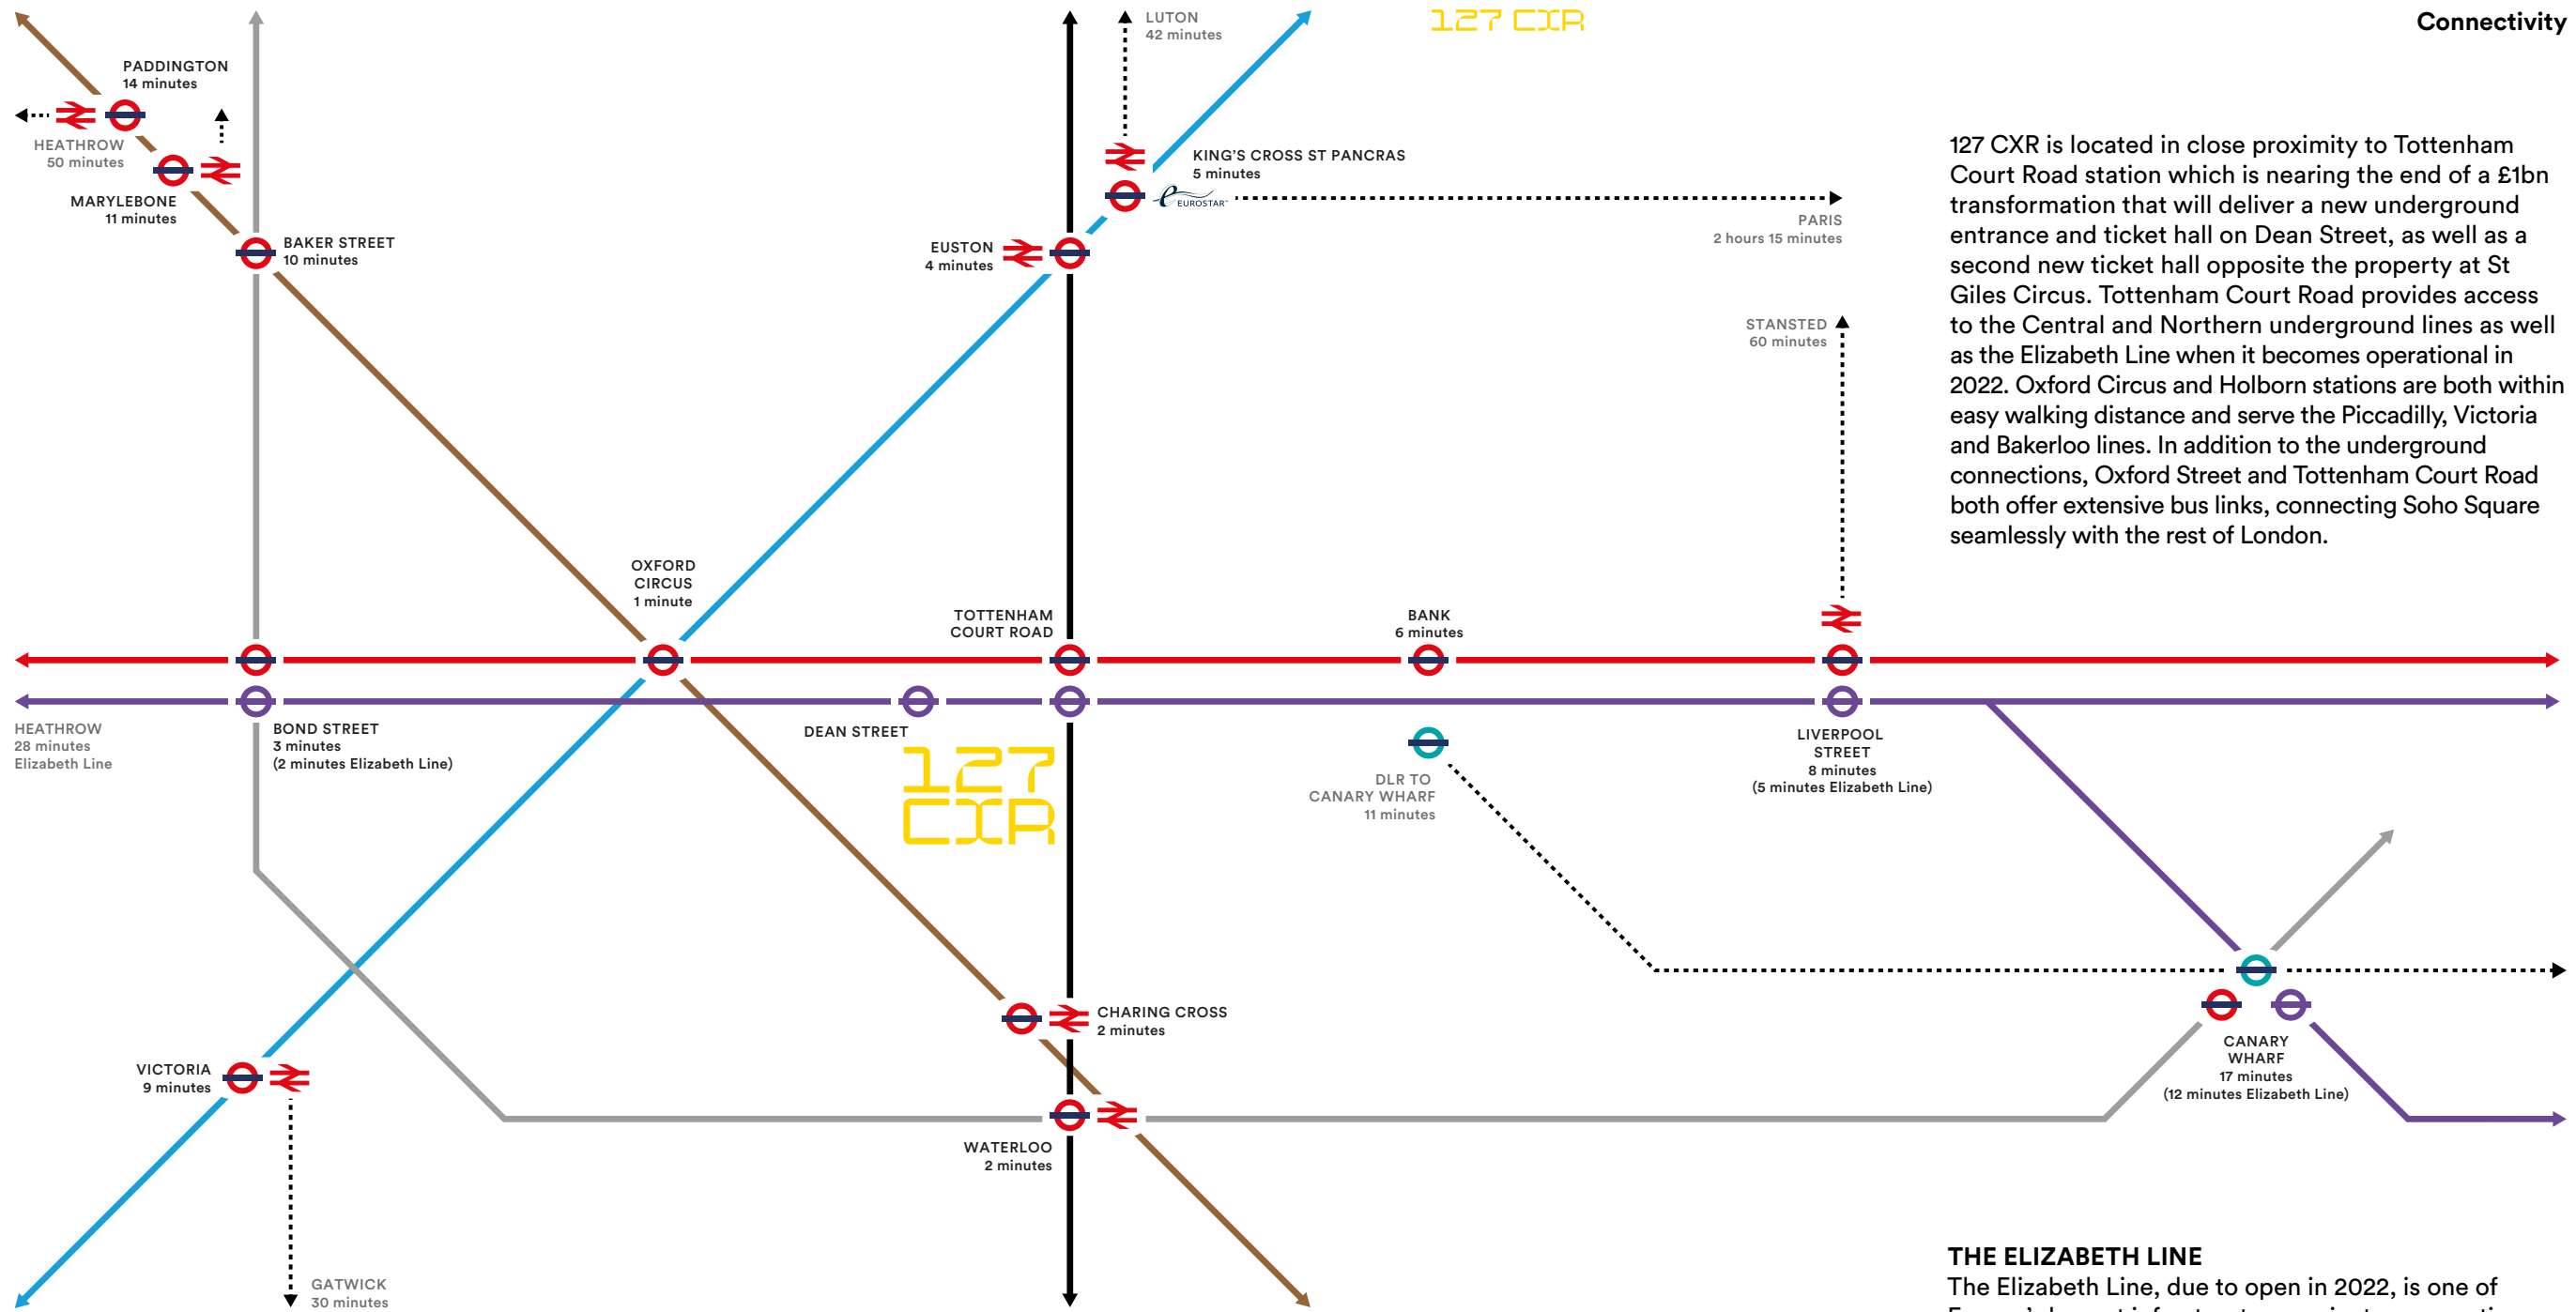 127 CXR
Connectivity
LUTON
42 minutes
PADDINGTON
14 minutes
HEATHROW
50 minutes
MARYLEBONE
11 minutes
BAKER STREET
10 minutes
KING'S CROSS ST PANCRAS
5 minutes
EUROSTAR™
EUSTON
4 minutes
PARIS
2 hours 15 minutes
STANSTED
60 minutes
127 CXR is located in close proximity to Tottenham
Court Road station which is nearing the end of a £1bn
transformation that will deliver a new underground
entrance and ticket hall on Dean Street, as well as a
second new ticket hall opposite the property at St
Giles Circus. Tottenham Court Road provides access
to the Central and Northern underground lines as well
as the Elizabeth Line when it becomes operational in
2022. Oxford Circus and Holborn stations are both within
easy walking distance and serve the Piccadilly, Victoria
and Bakerloo lines. In addition to the underground
connections, Oxford Street and Tottenham Court Road
both offer extensive bus links, connecting Soho Square
seamlessly with the rest of London.
OXFORD
CIRCUS
1 minute
TOTTENHAM
COURT ROAD
BANK
6 minutes
HEATHROW
28 minutes
Elizabeth Line
BOND STREET
3 minutes
(2 minutes Elizabeth Line)
DEAN STREET
127
CXR
DLR TO
CANARY WHARF
11 minutes
LIVERPOOL
STREET
8 minutes
(5 minutes Elizabeth Line)
CHARING CROSS
2 minutes
VICTORIA
9 minutes
CANARY
WHARF
17 minutes
(12 minutes Elizabeth Line)
WATERLOO
2 minutes
GATWICK
30 minutes
THE ELIZABETH LINE
The Elizabeth Line, due to open in 2022, is one of